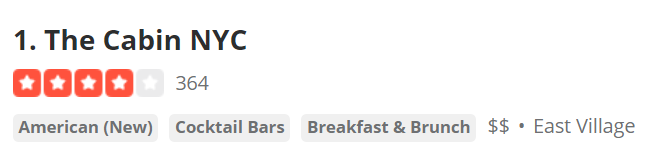 1. The Cabin NYC
364
American (New) Cocktail Bars Breakfast & Brunch $$ • East Village